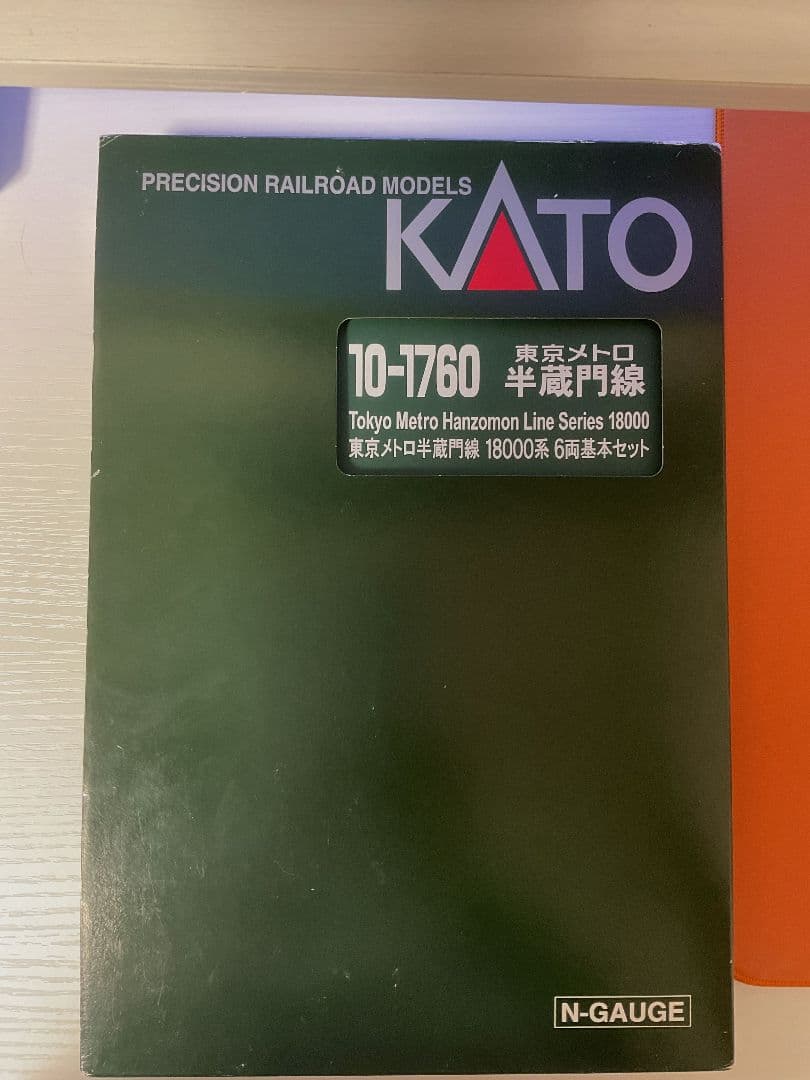 PRECISION RAILROAD MODELS
KATO
10-1760
東京メトロ
半蔵門線
Tokyo Metro Hanzomon Line Series 18000
東京メトロ半蔵門線 18000系 6両基本セット
N-GAUGE